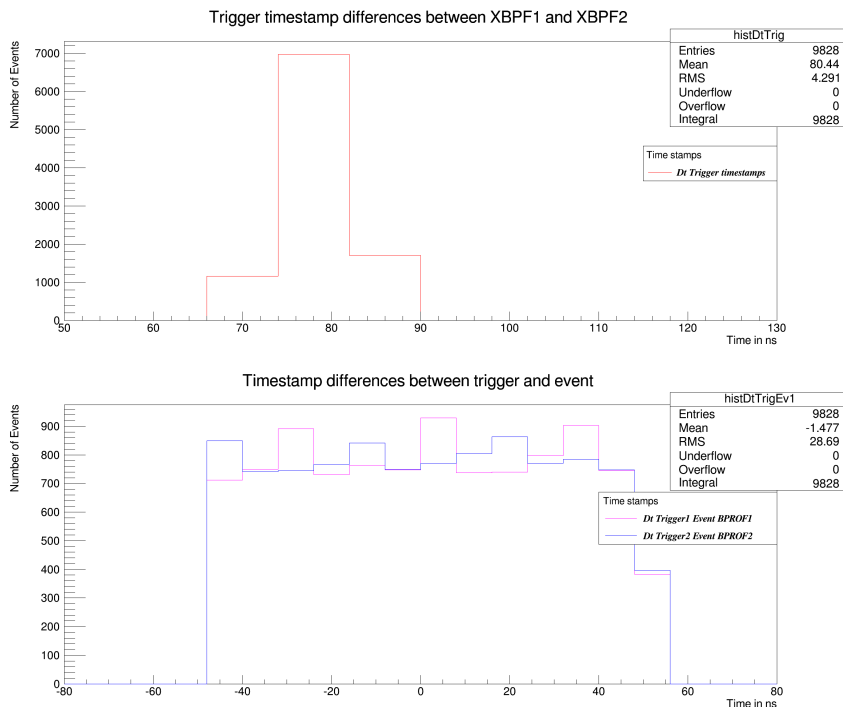 Trigger timestamp differences between XBPF1 and XBPF2
histDtTrig
Entries 9828
Mean 80.44
RMS 4.291
Underflow 0
Overflow 0
Integral 9828
Number of Events
7000
6000
5000
4000
3000
2000
1000
0
Time stamps
Dt Trigger timestamps
50 60 70 80 90 100 110 120 130
Time in ns
Timestamp differences between trigger and event
histDtTrigEv1
Entries 9828
Mean -1.477
RMS 28.69
Underflow 0
Overflow 0
Integral 9828
Number of Events
900
800
700
600
500
400
300
200
100
0
Time stamps
Dt Trigger1 Event BPROF1
Dt Trigger2 Event BPROF2
-80 -60 -40 -20 0 20 40 60 80
Time in ns